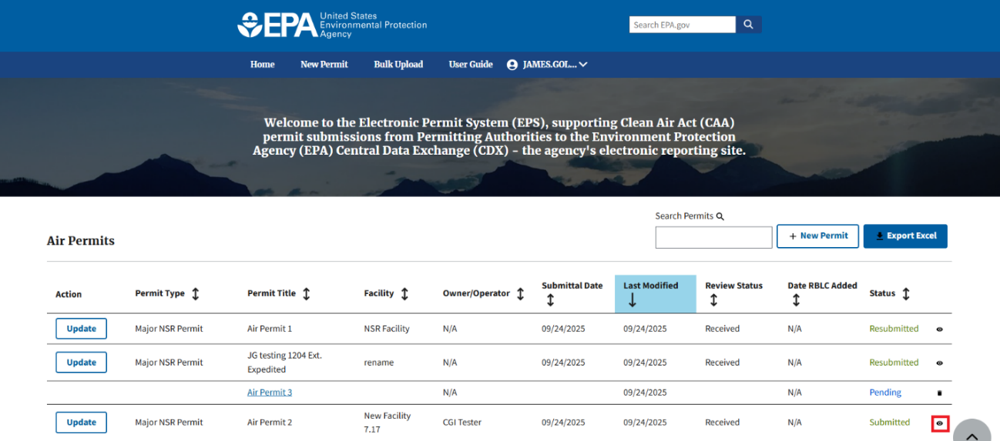 EPA
United States
Environmental Protection
Agency
Search EPA.gov
Home New Permit Bulk Upload User Guide JAMES.GOL...
Welcome to the Electronic Permit System (EPS), supporting Clean Air Act (CAA)
permit submissions from Permitting Authorities to the Environment Protection
Agency (EPA) Central Data Exchange (CDX) – the agency's electronic reporting site.
Search Permits
Air Permits
+ New Permit
Export Excel
Action Permit Type Permit Title Facility Owner/Operator Submittal Date Last Modified Review Status Date RBLC Added Status
Update Major NSR Permit Air Permit 1 NSR Facility N/A 09/24/2025 09/24/2025 Received N/A Resubmitted
Update Major NSR Permit JG testing 1204 Ext. rename N/A 09/24/2025 09/24/2025 Received N/A Resubmitted
Expedited
Air Permit 3 N/A 09/24/2025 N/A Pending
Update Major NSR Permit Air Permit 2 New Facility CGI Tester 09/24/2025 09/24/2025 Received N/A Submitted
7.17